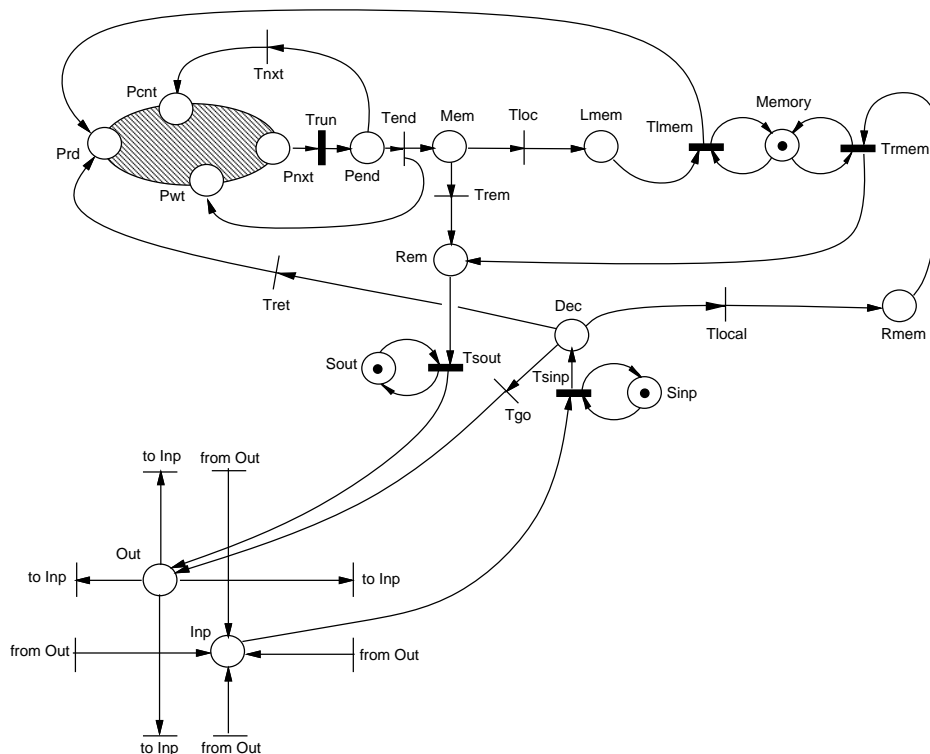 Tnxt
Pcnt
Trun
Tend
Mem
Tloc
Lmem
Tlmem
Memory
Trmem
Prd
Pnxt
Pend
Pwt
Trem
Rem
Tret
Dec
Tlocal
Rmem
Sout
Tsout
Tsinp
Sinp
Tgo
to Inp
from Out
Out
to Inp
to Inp
Inp
from Out
from Out
to Inp
from Out